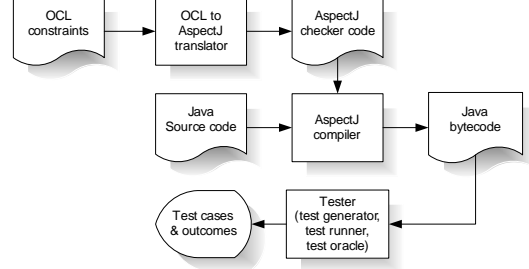 OCL
constraints
OCL to
AspectJ
translator
AspectJ
checker code
Java
Source code
AspectJ
compiler
Java
bytecode
Test cases
& outcomes
Tester
(test generator,
test runner,
test oracle)